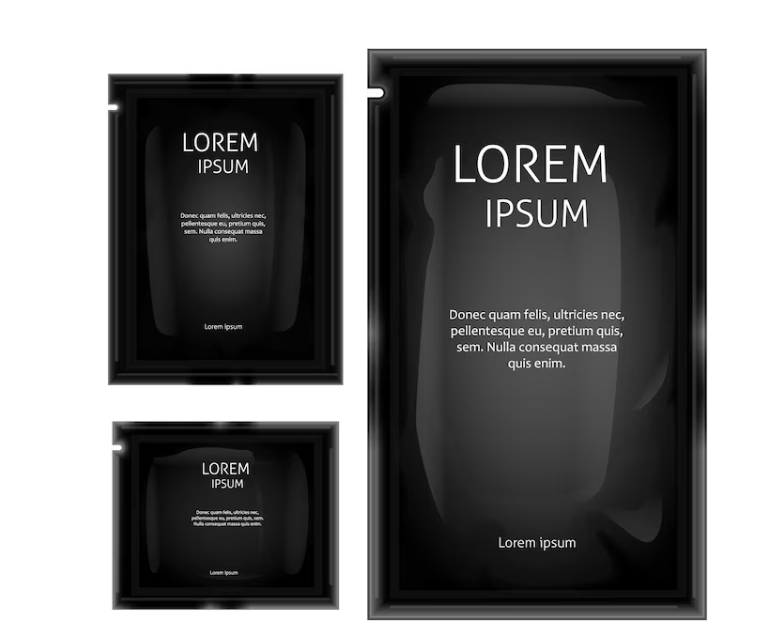 LOREM
IPSUM
Donec quam felis, ultricies nec,
pellentesque eu, pretium quis,
sem. Nulla consequat massa
quis enim.
Lorem ipsum
LOREM
IPSUM
Donec quam felis, ultricies nec,
pellentesque eu, pretium quis,
sem. Nulla consequat massa
quis enim.
Lorem ipsum
LOREM
IPSUM
Donec quam felis, ultricies nec,
pellentesque eu, pretium quis, sem.
Nulla consequat massa quis enim.
Lorem ipsum